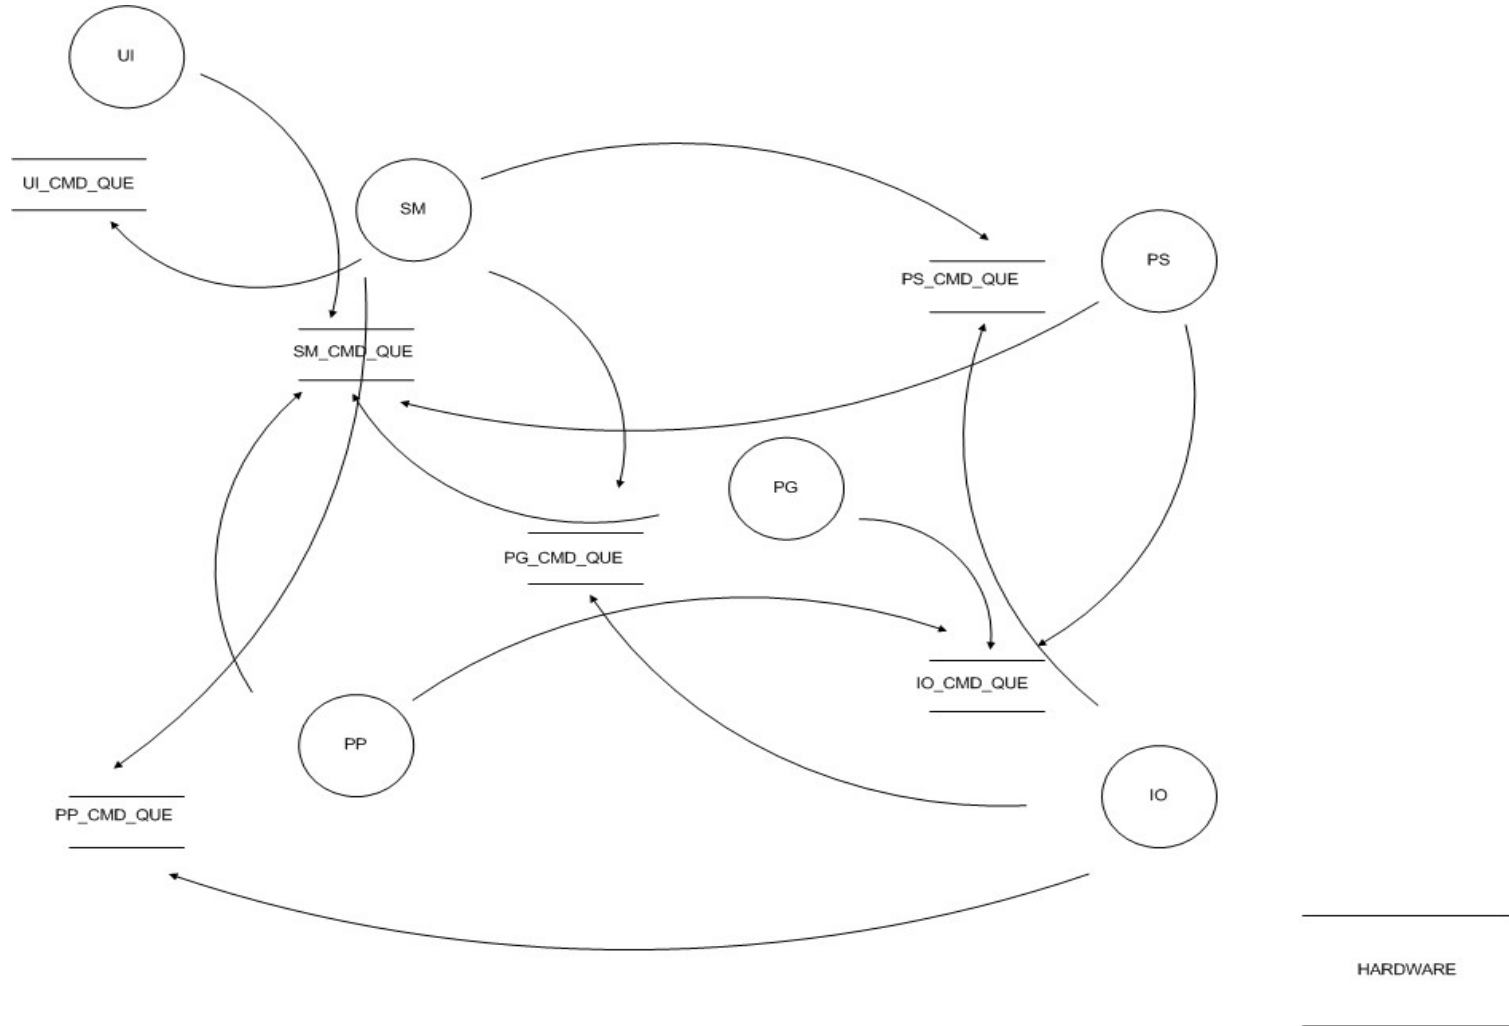 UI
UI_CMD_QUE
SM
PS
PS_CMD_QUE
SM_CMD_QUE
PG
PG_CMD_QUE
IO_CMD_QUE
PP
IO
PP_CMD_QUE
HARDWARE